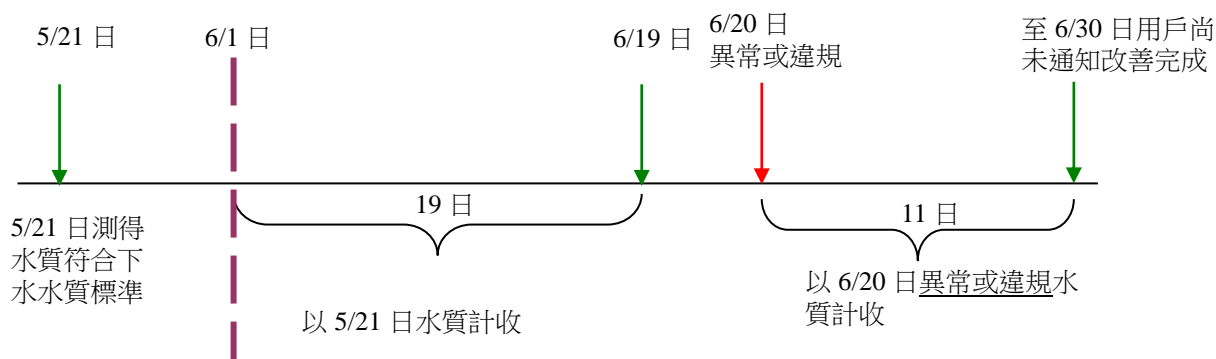 5/21 日
6/1 日
6/19 日
6/20 日
異常或違規
至 6/30 日用戶尚
未通知改善完成
19 日
11 日
5/21 日測得
水質符合下
水水質標準
以 5/21 日水質計收
以 6/20 日異常或違規水
質計收